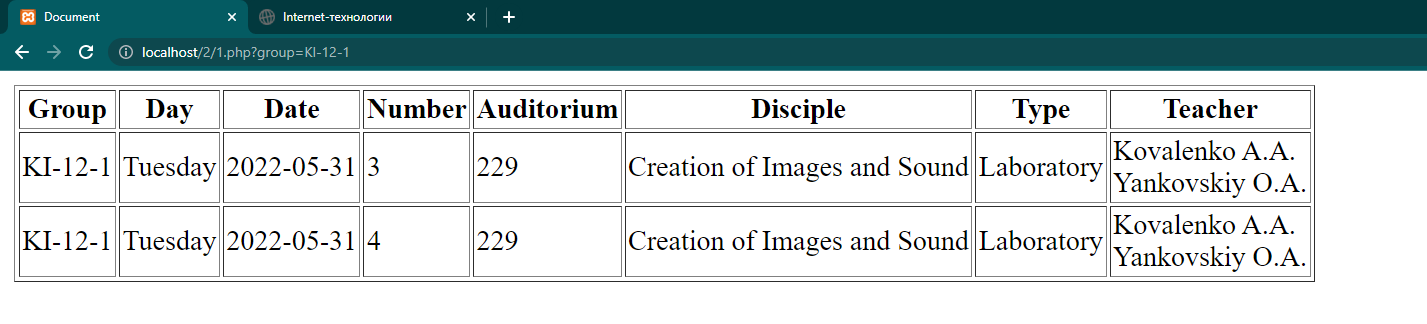 Document
Internet-технологии
localhost/2/1.php?group=KI-12-1
Group Day Date Number Auditorium Disciple Type Teacher
KI-12-1 Tuesday 2022-05-31 3 229 Creation of Images and Sound Laboratory Kovalenko A.A.
Yankovskiy O.A.
KI-12-1 Tuesday 2022-05-31 4 229 Creation of Images and Sound Laboratory Kovalenko A.A.
Yankovskiy O.A.